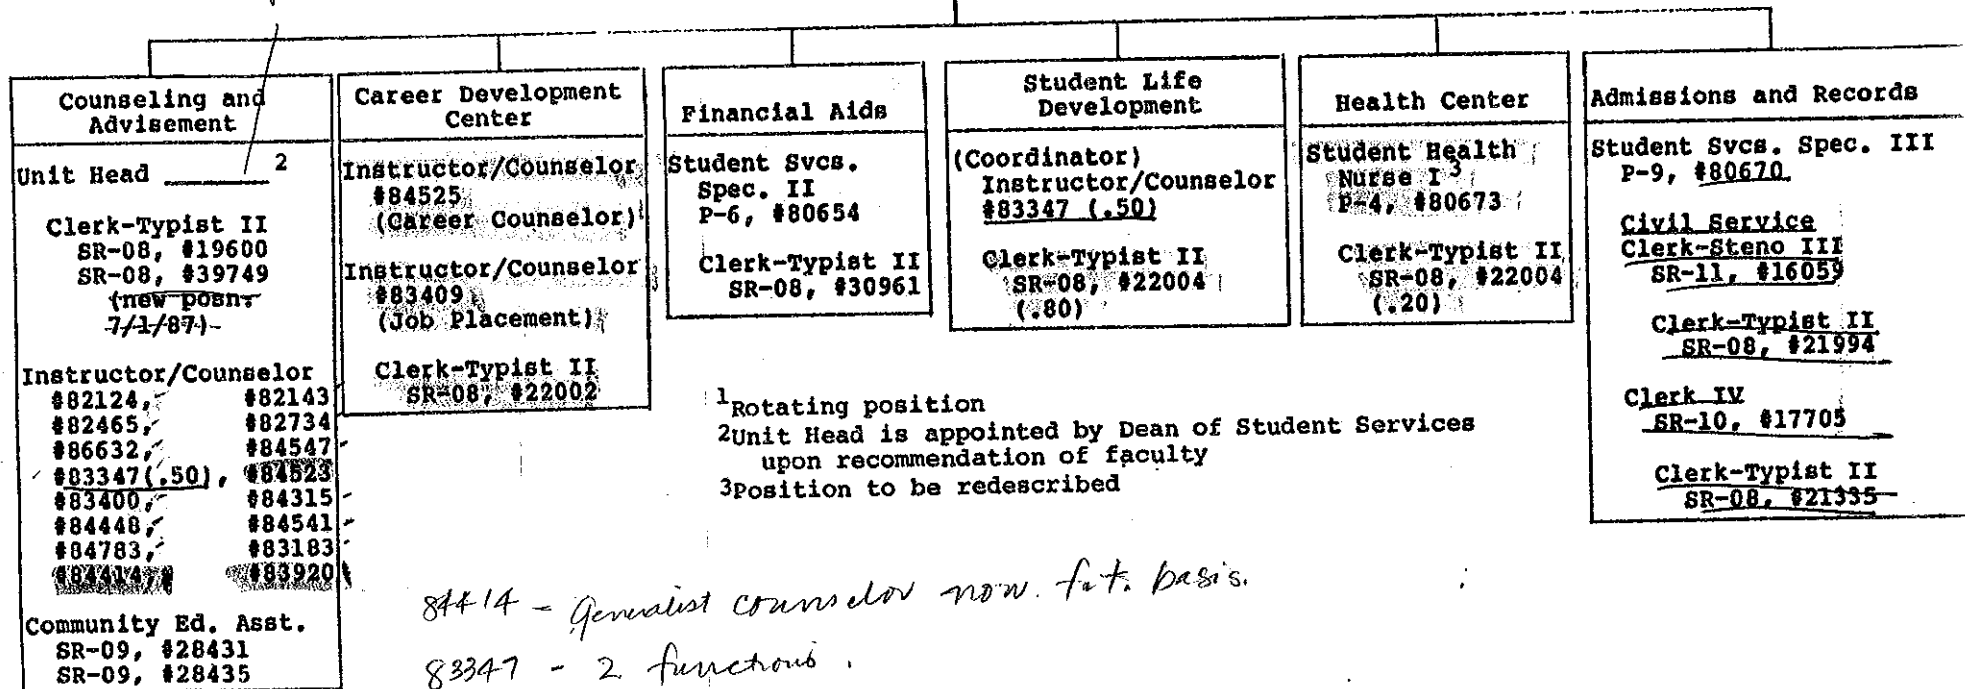 Counseling and
Advisement
Unit Head ________ 2
Clerk-Typist II
SR-08, #19600
SR-08, #39749
(new posn.
7/1/87)
Instructor/Counselor
#82124, #82143
#82465, #82734
#86632, #84547
#83347(.50), #84523
#83400, #84315
#84448, #84541
#84783, #83183
#84414, #83920
Community Ed. Asst.
SR-09, #28431
SR-09, #28435
Career Development
Center
Instructor/Counselor
#84525
(Career Counselor)
Instructor/Counselor
#83409
(Job Placement)
Clerk-Typist II
SR-08, #22002
Financial Aids
Student Svcs.
Spec. II
P-6, #80654
Clerk-Typist II
SR-08, #30961
Student Life
Development
(Coordinator)
Instructor/Counselor
#83347 (.50)
Clerk-Typist II
SR-08, #22004
(.80)
Health Center
Student Health
Nurse I 3
P-4, #80673
Clerk-Typist II
SR-08, #22004
(.20)
Admissions and Records
Student Svcs. Spec. III
P-9, #80670
Civil Service
Clerk-Steno III
SR-11, #16059
Clerk-Typist II
SR-08, #21994
Clerk IV
SR-10, #17705
Clerk-Typist II
SR-08, #21335
1Rotating position
2Unit Head is appointed by Dean of Student Services
upon recommendation of faculty
3Position to be redescribed
84414 - Generalist counselor now. f.t. basis.
83347 - 2 functions.